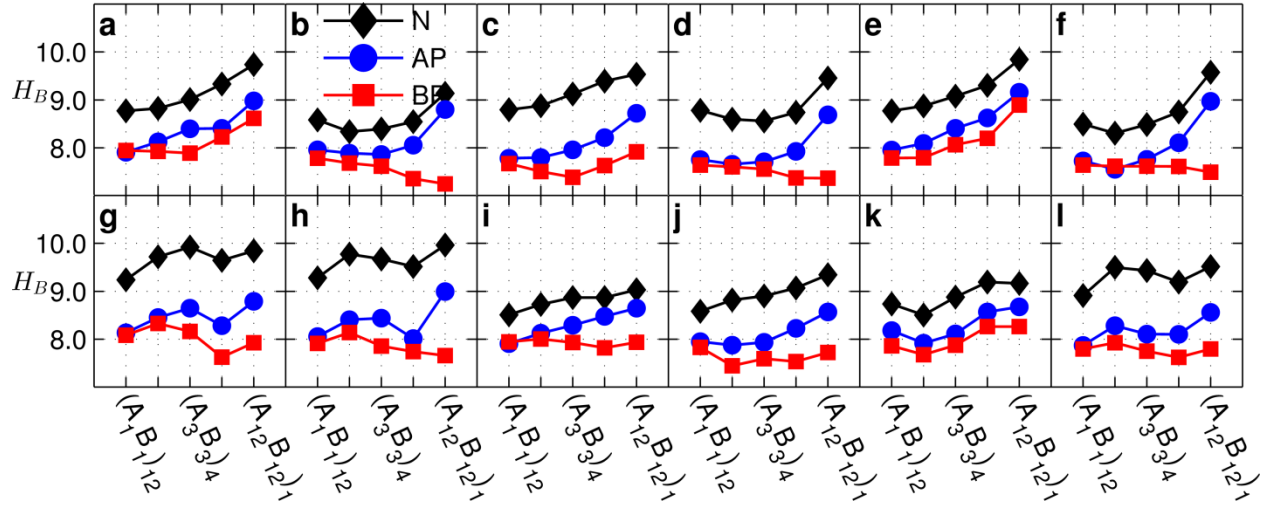 a b c d e f
N
AP
BP
10.0
H_B 9.0
8.0
g h i j k l
10.0
H_B 9.0
8.0
(A₁B₁)₁₂ (A₃B₃)₄ (A₁₂B₁₂)₁ (A₁B₁)₁₂ (A₃B₃)₄ (A₁₂B₁₂)₁ (A₁B₁)₁₂ (A₃B₃)₄ (A₁₂B₁₂)₁ (A₁B₁)₁₂ (A₃B₃)₄ (A₁₂B₁₂)₁ (A₁B₁)₁₂ (A₃B₃)₄ (A₁₂B₁₂)₁ (A₁B₁)₁₂ (A₃B₃)₄ (A₁₂B₁₂)₁